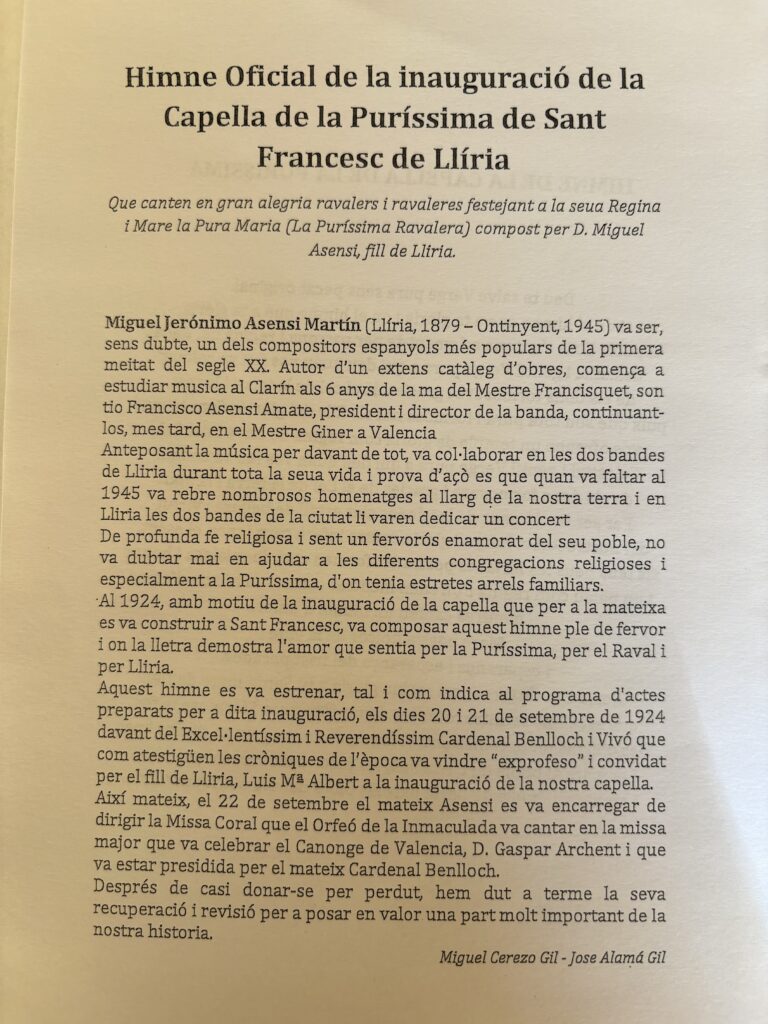 Himne Oficial de la inauguració de la
Capella de la Puríssima de Sant
Francesc de Llíria
Que canten en gran alegria ravalers i ravaleres festejant a la seua Regina
i Mare la Pura Maria (La Puríssima Ravalera) compost per D. Miguel
Asensi, fill de Lliria.
Miguel Jerónimo Asensi Martín (Llíria, 1879 – Ontinyent, 1945) va ser,
sens dubte, un dels compositors espanyols més populars de la primera
meitat del segle XX. Autor d'un extens catàleg d'obres, comença a
estudiar musica al Clarín als 6 anys de la ma del Mestre Francisquet, son
tio Francisco Asensi Amate, president i director de la banda, continuant-
los, mes tard, en el Mestre Giner a Valencia
Anteposant la música per davant de tot, va col·laborar en les dos bandes
de Lliria durant tota la seua vida i prova d'açò es que quan va faltar al
1945 va rebre nombrosos homenatges al llarg de la nostra terra i en
Lliria les dos bandes de la ciutat li varen dedicar un concert
De profunda fe religiosa i sent un fervorós enamorat del seu poble, no
va dubtar mai en ajudar a les diferents congregacions religioses i
especialment a la Puríssima, d'on tenia estretes arrels familiars.
Al 1924, amb motiu de la inauguració de la capella que per a la mateixa
es va construir a Sant Francesc, va composar aquest himne ple de fervor
i on la lletra demostra l'amor que sentia per la Puríssima, per el Raval i
per Lliria.
Aquest himne es va estrenar, tal i com indica al programa d'actes
preparats per a dita inauguració, els dies 20 i 21 de setembre de 1924
davant del Excel·lentíssim i Reverendíssim Cardenal Benlloch i Vivó que
com atestigüen les cròniques de l'època va vindre "exprofeso" i convidat
per el fill de Lliria, Luis Mª Albert a la inauguració de la nostra capella.
Així mateix, el 22 de setembre el mateix Asensi es va encarregar de
dirigir la Missa Coral que el Orfeó de la Inmaculada va cantar en la missa
major que va celebrar el Canonge de Valencia, D. Gaspar Archent i que
va estar presidida per el mateix Cardenal Benlloch.
Després de casi donar-se per perdut, hem dut a terme la seva
recuperació i revisió per a posar en valor una part molt important de la
nostra historia.
Miguel Cerezo Gil - Jose Alamá Gil